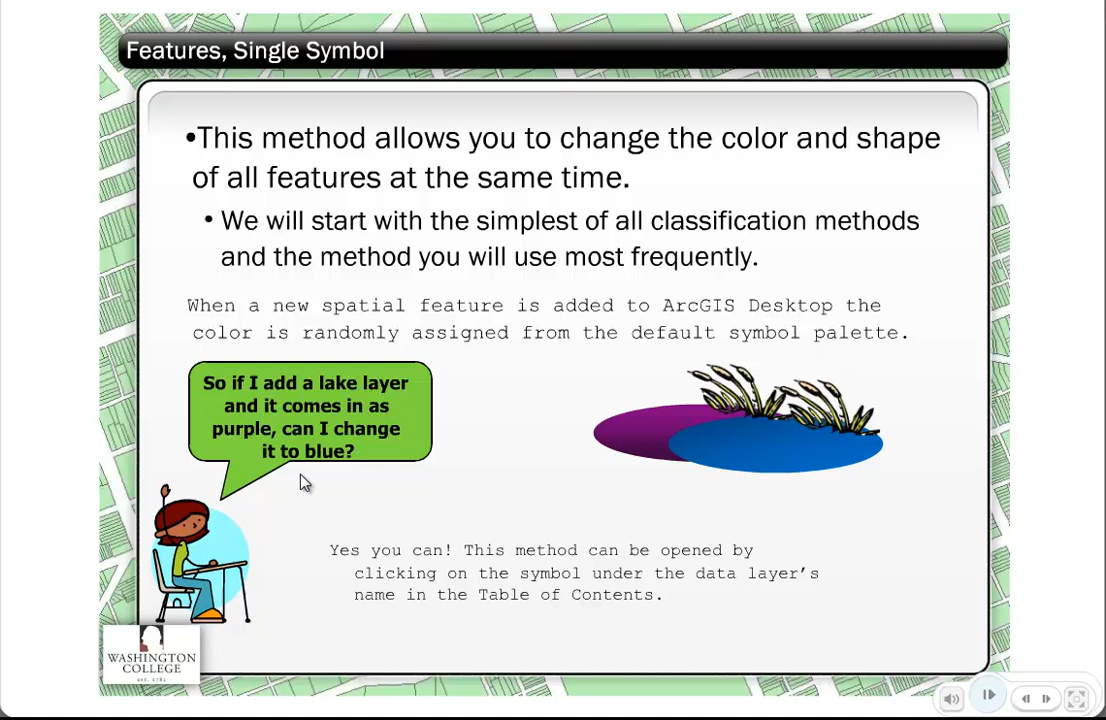 Features, Single Symbol
•This method allows you to change the color and shape
of all features at the same time.
• We will start with the simplest of all classification methods
and the method you will use most frequently.
When a new spatial feature is added to ArcGIS Desktop the
color is randomly assigned from the default symbol palette.
So if I add a lake layer
and it comes in as
purple, can I change
it to blue?
Yes you can! This method can be opened by
clicking on the symbol under the data layer’s
name in the Table of Contents.
WASHINGTON
COLLEGE
EST. 1782